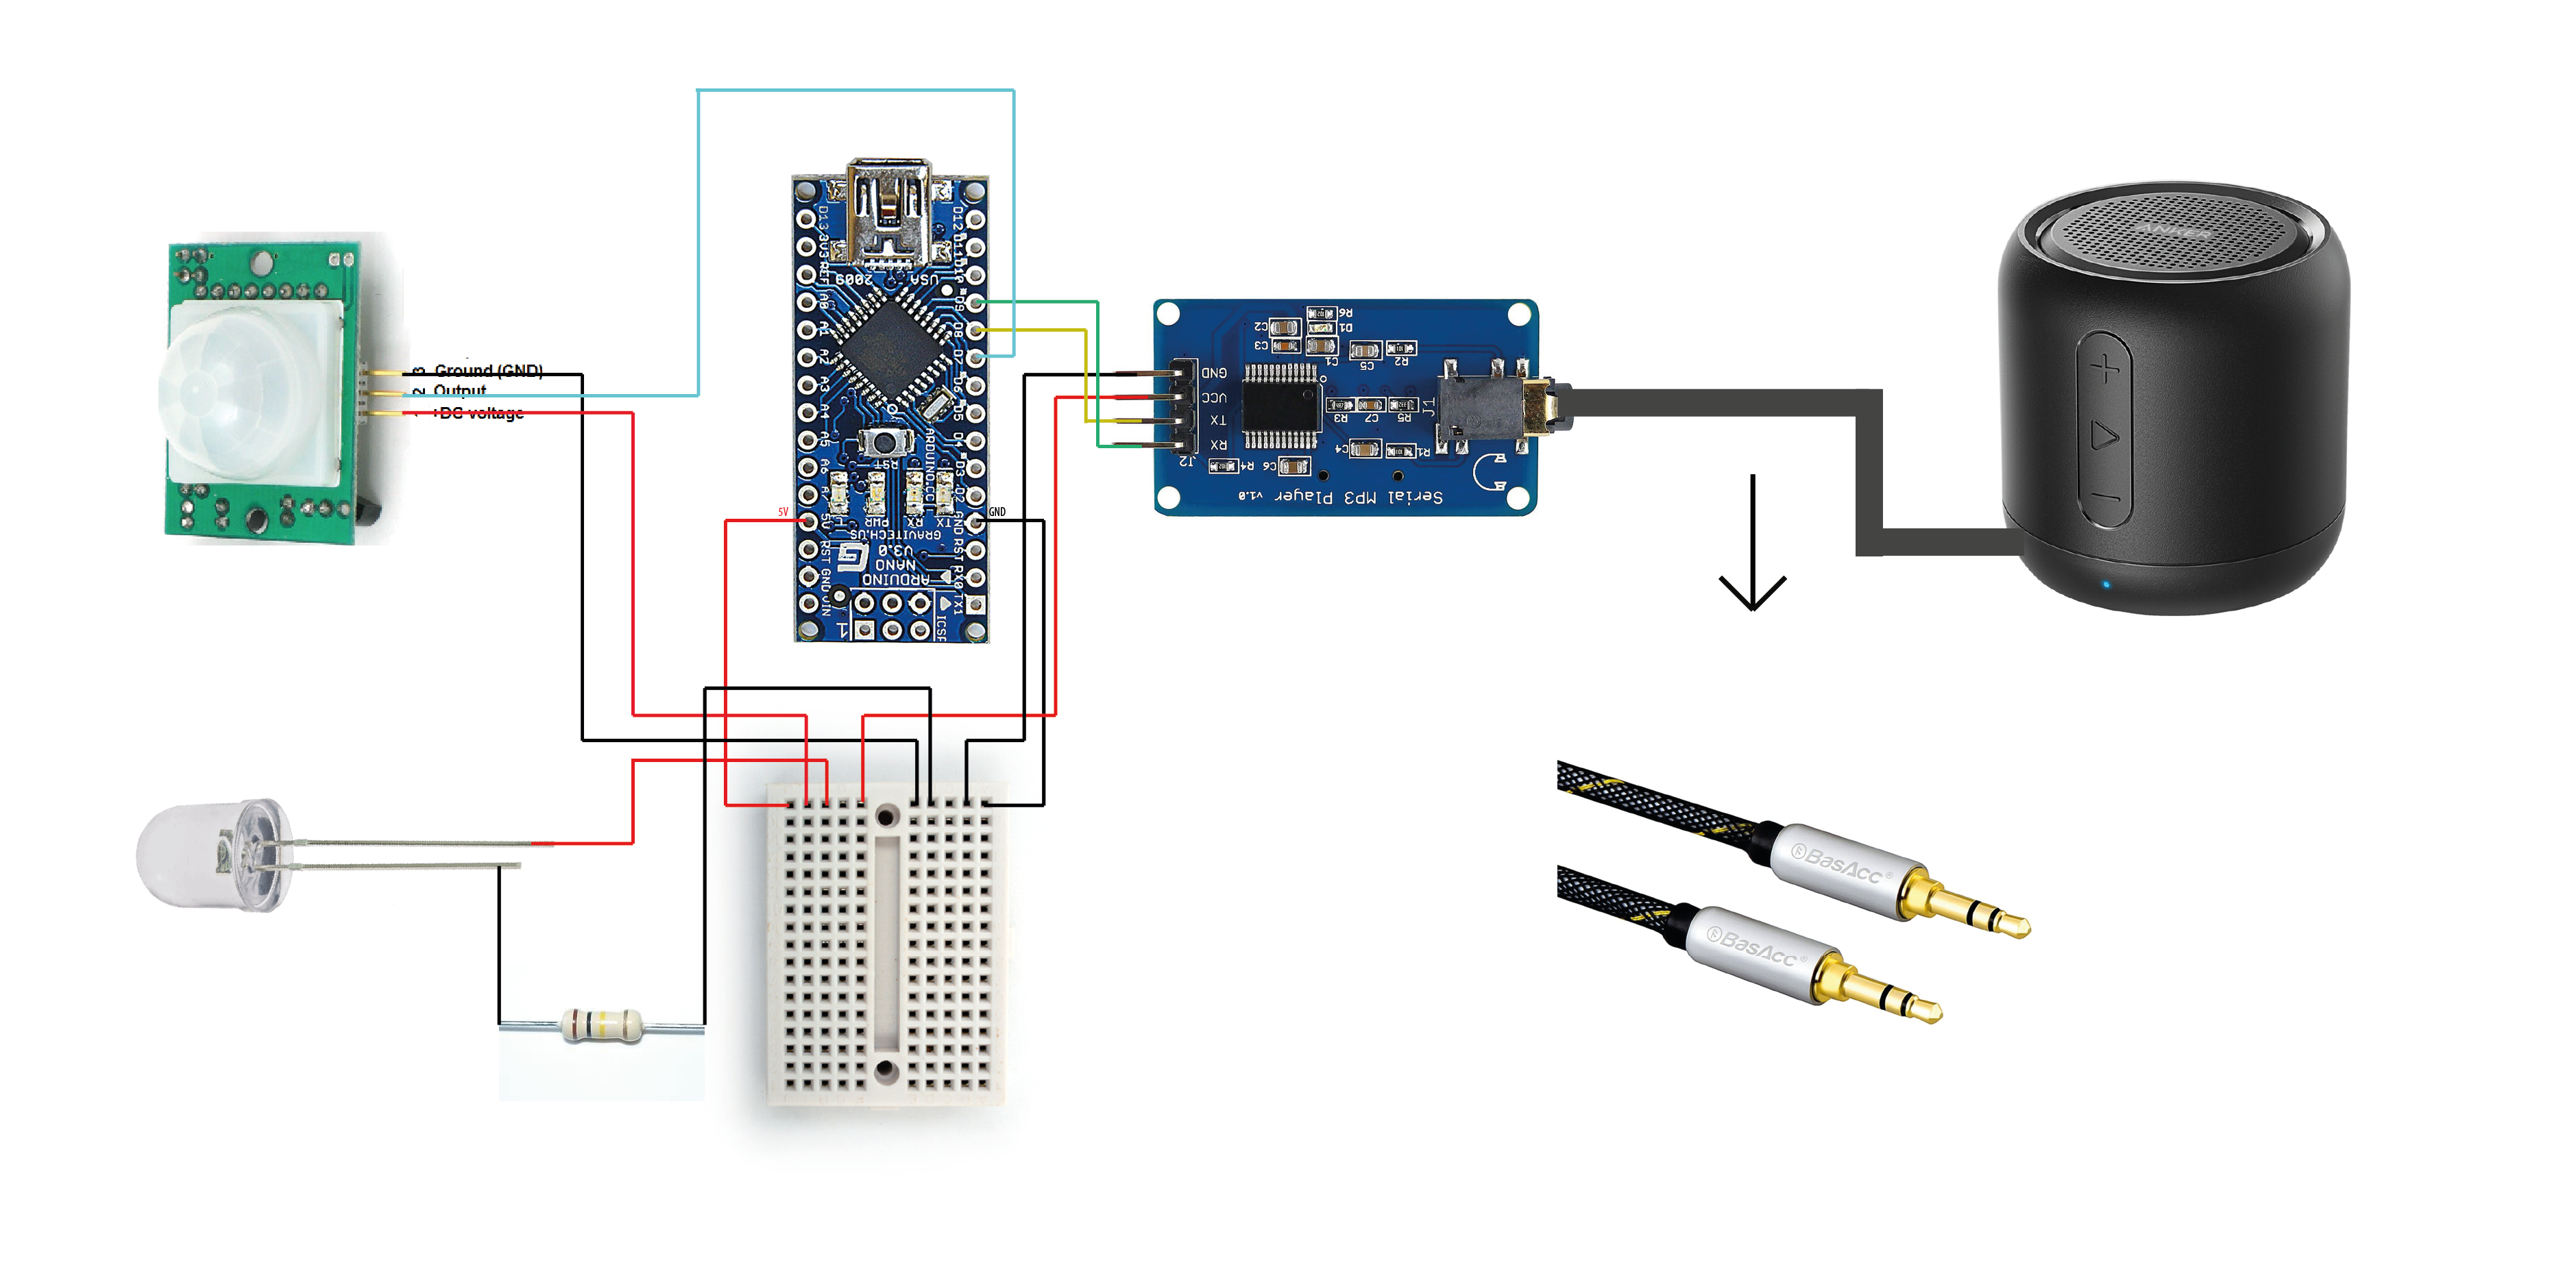 3 Ground (GND)
2 Output
1 +DC voltage
D13
3V3
REF
A0
A1
A2
A3
A4
A5
A6
A7
5V
RST
GND
VIN
D12
D11
D10
D9
D8
D7
D6
D5
D4
D3
D2
GND
RST
RX0
TX1
USA
2009
RST
ARDUINO.CC
TX RX PWR L
GRAVITECH.US
ARDUINO
NANO
V3.0
ICSP
1
5V
GND
GND
VCC
TX
RX
J2
R6
D1
C2
C3
C1
C5
R2
R3
C7
R5
J1
C4
R1
R4
C6
Serial MP3 Player v1.0
ANKER
BasAcc®
BasAcc®